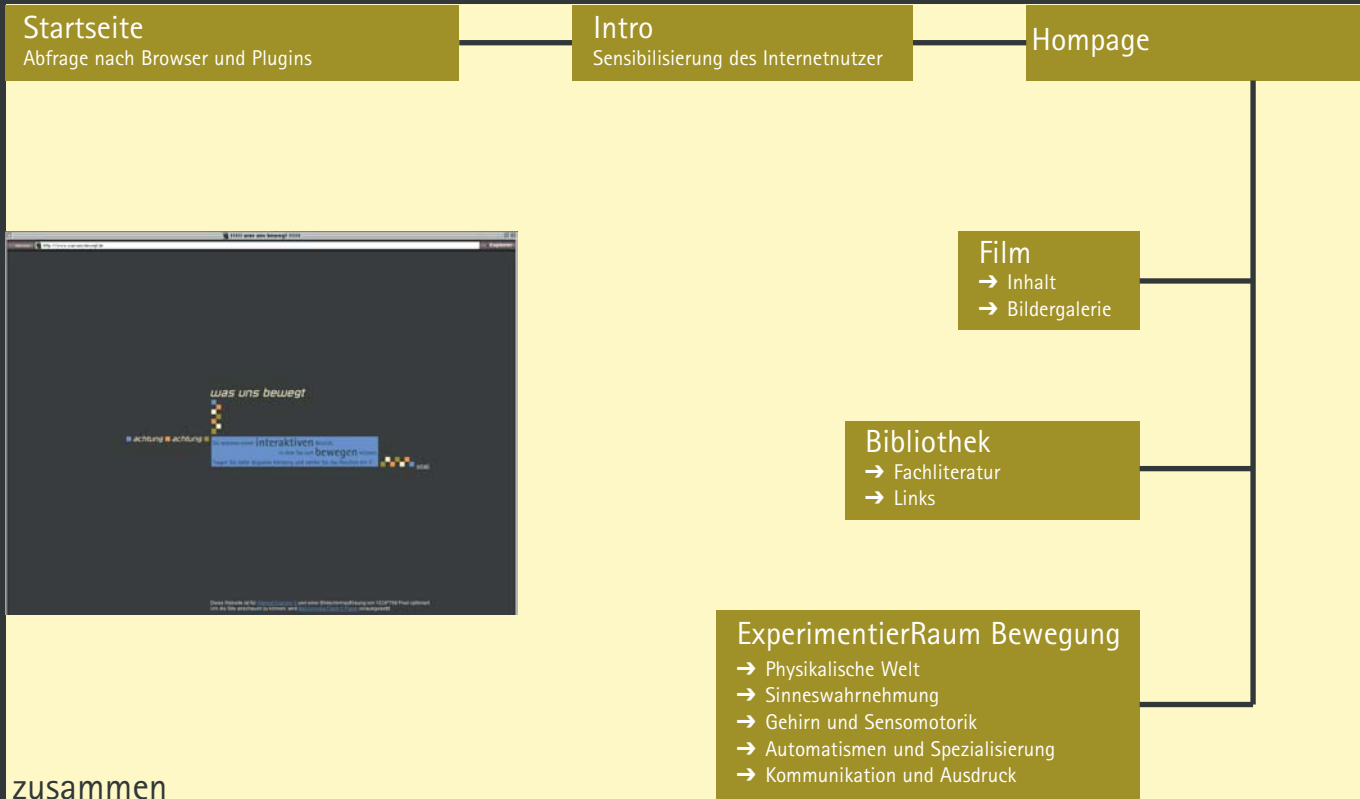 Startseite
Abfrage nach Browser und Plugins
Intro
Sensibilisierung des Internetnutzer
Hompage
was uns bewegt
achtung achtung
interaktiven
bewegen
Film
➔ Inhalt
➔ Bildergalerie
Bibliothek
➔ Fachliteratur
➔ Links
ExperimentierRaum Bewegung
➔ Physikalische Welt
➔ Sinneswahrnehmung
➔ Gehirn und Sensomotorik
➔ Automatismen und Spezialisierung
➔ Kommunikation und Ausdruck
zusammen